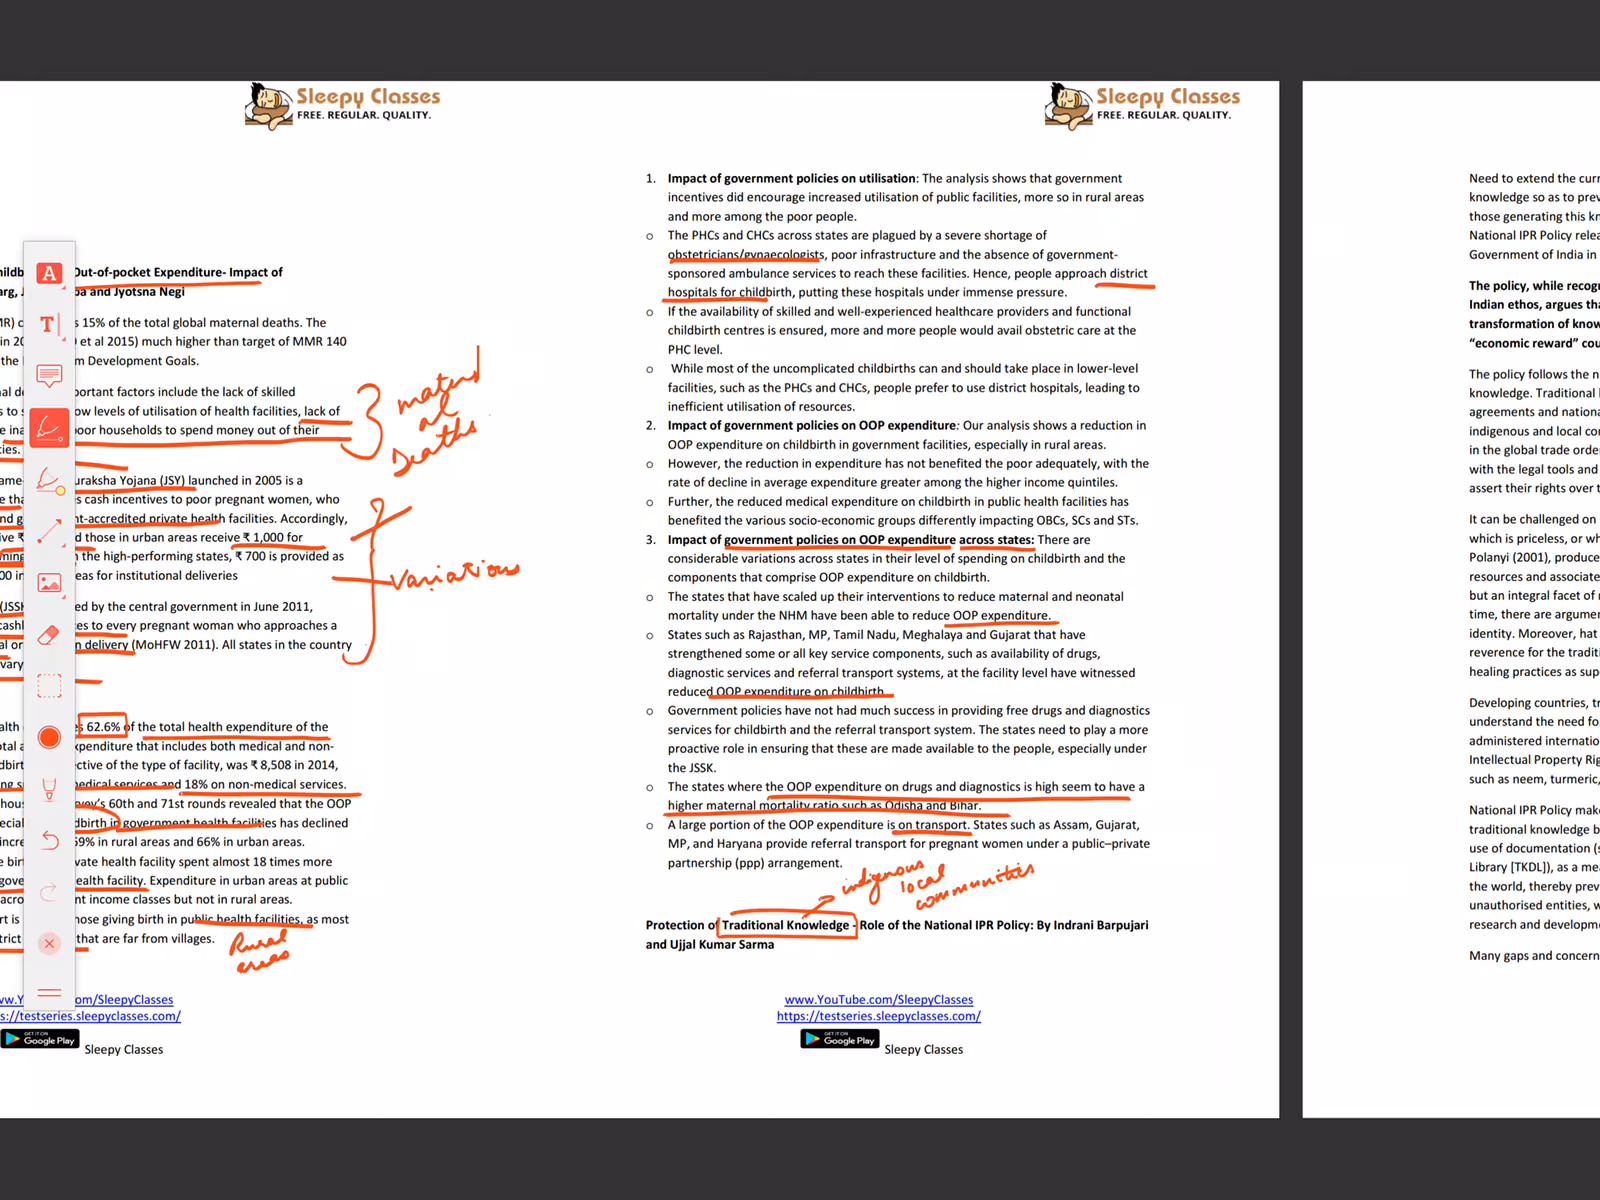 Sleepy Classes
FREE. REGULAR. QUALITY.
Out-of-pocket Expenditure- Impact of
and Jyotsna Negi
15% of the total global maternal deaths. The
et al 2015) much higher than target of MMR 140
the
Development Goals.
portant factors include the lack of skilled
ow levels of utilisation of health facilities, lack of
poor households to spend money out of their
uraksha Yojana (JSY) launched in 2005 is a
s cash incentives to poor pregnant women, who
nt-accredited private health facilities. Accordingly,
those in urban areas receive ₹ 1,000 for
the high-performing states, ₹ 700 is provided as
eas for institutional deliveries
ed by the central government in June 2011,
es to every pregnant woman who approaches a
n delivery (MoHFW 2011). All states in the country
vary
62.6% of the total health expenditure of the
xpenditure that includes both medical and non-
ctive of the type of facility, was ₹ 8,508 in 2014,
medical services and 18% on non-medical services.
vey's 60th and 71st rounds revealed that the OOP
dbirth in government health facilities has declined
59% in rural areas and 66% in urban areas.
vate health facility spent almost 18 times more
ealth facility. Expenditure in urban areas at public
nt income classes but not in rural areas.
hose giving birth in public health facilities, as most
that are far from villages.
matern
al
Deaths
variations
Rural
areas
www.YouTube.com/SleepyClasses
https://testseries.sleepyclasses.com/
GET IT ON
Google Play
Sleepy Classes
Sleepy Classes
FREE. REGULAR. QUALITY.
1. Impact of government policies on utilisation: The analysis shows that government
incentives did encourage increased utilisation of public facilities, more so in rural areas
and more among the poor people.
o The PHCs and CHCs across states are plagued by a severe shortage of
obstetricians/gynaecologists, poor infrastructure and the absence of government-
sponsored ambulance services to reach these facilities. Hence, people approach district
hospitals for childbirth, putting these hospitals under immense pressure.
o If the availability of skilled and well-experienced healthcare providers and functional
childbirth centres is ensured, more and more people would avail obstetric care at the
PHC level.
o While most of the uncomplicated childbirths can and should take place in lower-level
facilities, such as the PHCs and CHCs, people prefer to use district hospitals, leading to
inefficient utilisation of resources.
2. Impact of government policies on OOP expenditure: Our analysis shows a reduction in
OOP expenditure on childbirth in government facilities, especially in rural areas.
o However, the reduction in expenditure has not benefited the poor adequately, with the
rate of decline in average expenditure greater among the higher income quintiles.
o Further, the reduced medical expenditure on childbirth in public health facilities has
benefited the various socio-economic groups differently impacting OBCs, SCs and STs.
3. Impact of government policies on OOP expenditure across states: There are
considerable variations across states in their level of spending on childbirth and the
components that comprise OOP expenditure on childbirth.
o The states that have scaled up their interventions to reduce maternal and neonatal
mortality under the NHM have been able to reduce OOP expenditure.
o States such as Rajasthan, MP, Tamil Nadu, Meghalaya and Gujarat that have
strengthened some or all key service components, such as availability of drugs,
diagnostic services and referral transport systems, at the facility level have witnessed
reduced OOP expenditure on childbirth
o Government policies have not had much success in providing free drugs and diagnostics
services for childbirth and the referral transport system. The states need to play a more
proactive role in ensuring that these are made available to the people, especially under
the JSSK.
o The states where the OOP expenditure on drugs and diagnostics is high seem to have a
higher maternal mortality ratio such as Odisha and Bihar.
o A large portion of the OOP expenditure is on transport. States such as Assam, Gujarat,
MP, and Haryana provide referral transport for pregnant women under a public–private
partnership (ppp) arrangement.
indigenous
local
communities
Protection of Traditional Knowledge - Role of the National IPR Policy: By Indrani Barpujari
and Ujjal Kumar Sarma
www.YouTube.com/SleepyClasses
https://testseries.sleepyclasses.com/
GET IT ON
Google Play
Sleepy Classes
Need to extend the curr
knowledge so as to prev
those generating this kn
National IPR Policy relea
Government of India in
The policy, while recogn
Indian ethos, argues tha
transformation of know
"economic reward" cou
The policy follows the n
knowledge. Traditional
agreements and nationa
indigenous and local con
in the global trade orde
with the legal tools and
assert their rights over t
It can be challenged on
which is priceless, or wh
Polanyi (2001), produce
resources and associate
but an integral facet of
time, there are argumen
identity. Moreover, hat
reverence for the traditi
healing practices as sup
Developing countries, tr
understand the need fo
administered internatio
Intellectual Property Rig
such as neem, turmeric,
National IPR Policy make
traditional knowledge b
use of documentation (s
Library [TKDL]), as a mea
the world, thereby prev
unauthorised entities, w
research and developme
Many gaps and concern